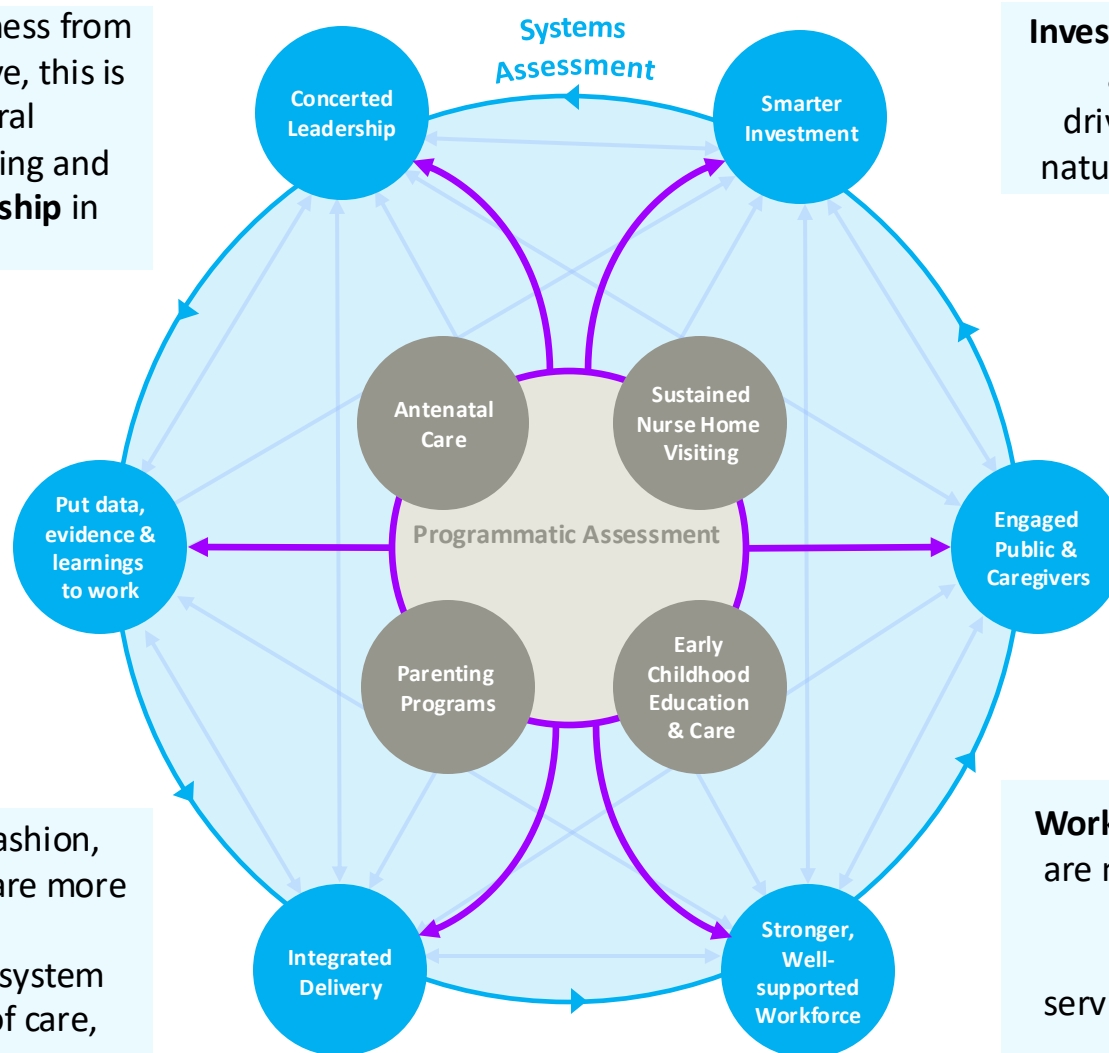 ness from
ve, this is
ral
ing and
ship in
Systems
Assessment
Inves
driv
natu
Concerted
Leadership
Smarter
Investment
Antenatal
Care
Sustained
Nurse Home
Visiting
Put data,
evidence &
learnings
to work
Programmatic Assessment
Engaged
Public &
Caregivers
Parenting
Programs
Early
Childhood
Education
& Care
ashion,
are more
system
of care,
Integrated
Delivery
Stronger,
Well-
supported
Workforce
Work
are r
serv